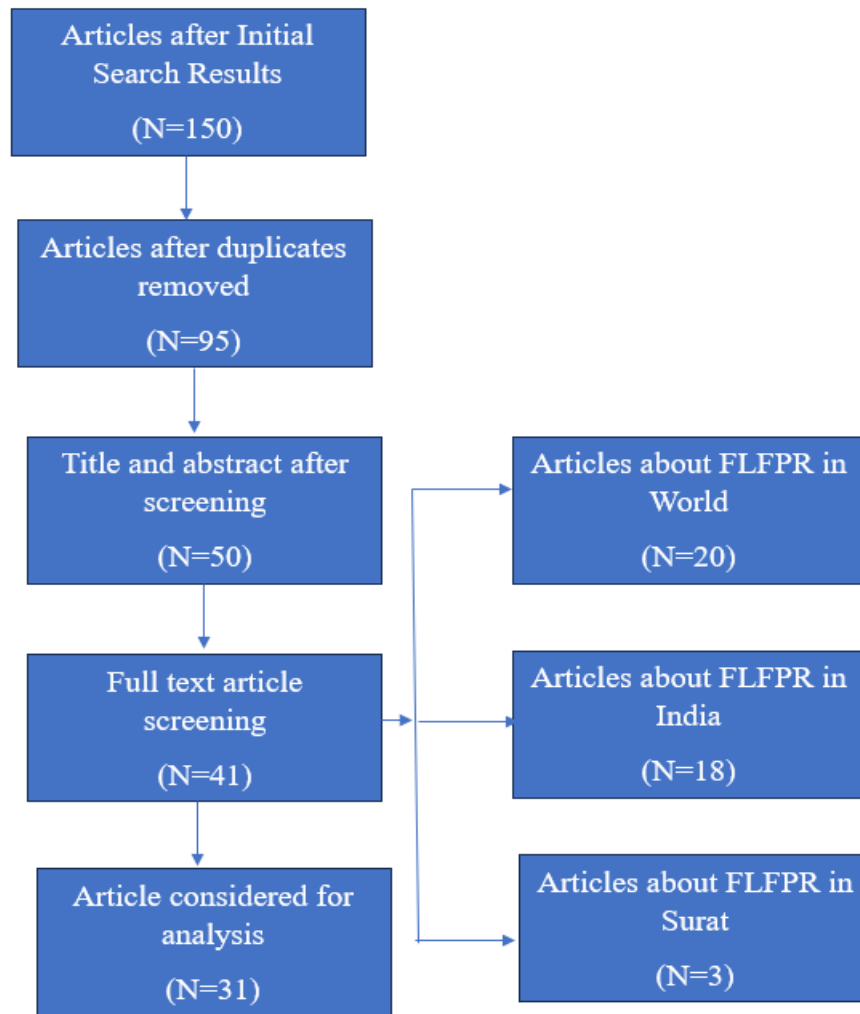 Articles after Initial
Search Results
(N=150)
Articles after duplicates
removed
(N=95)
Title and abstract after
screening
(N=50)
Full text article
screening
(N=41)
Article considered for
analysis
(N=31)
Articles about FLFPR in
World
(N=20)
Articles about FLFPR in
India
(N=18)
Articles about FLFPR in
Surat
(N=3)